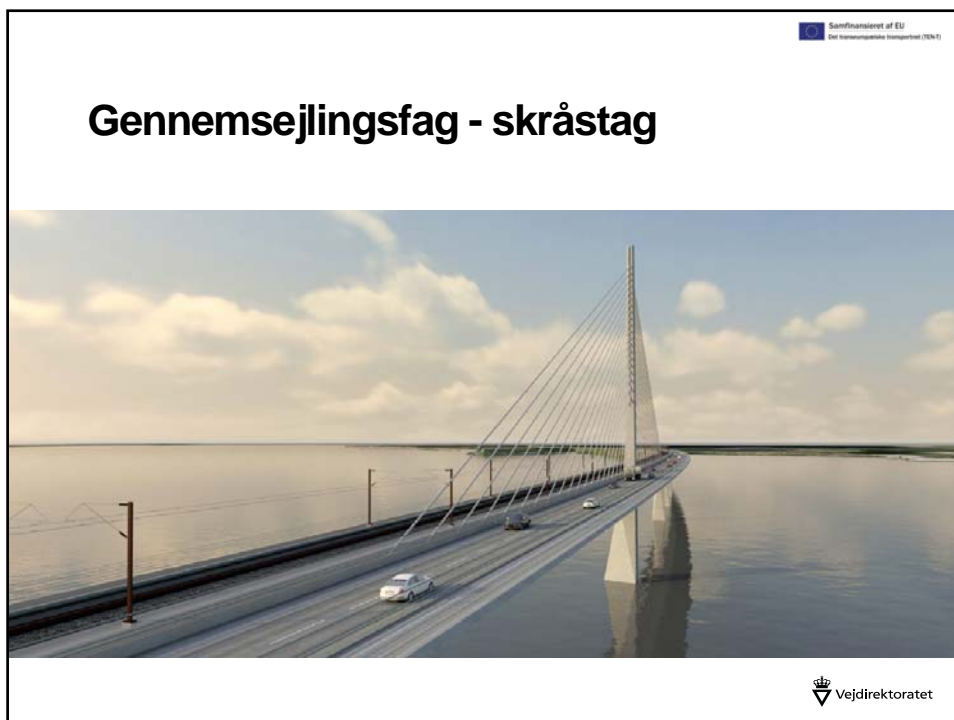 Samfinansieret af EU
Det transeuropæiske transportnet (TEN-T)
Gennemsejlingsfag - skråstag
Vejdirektoratet